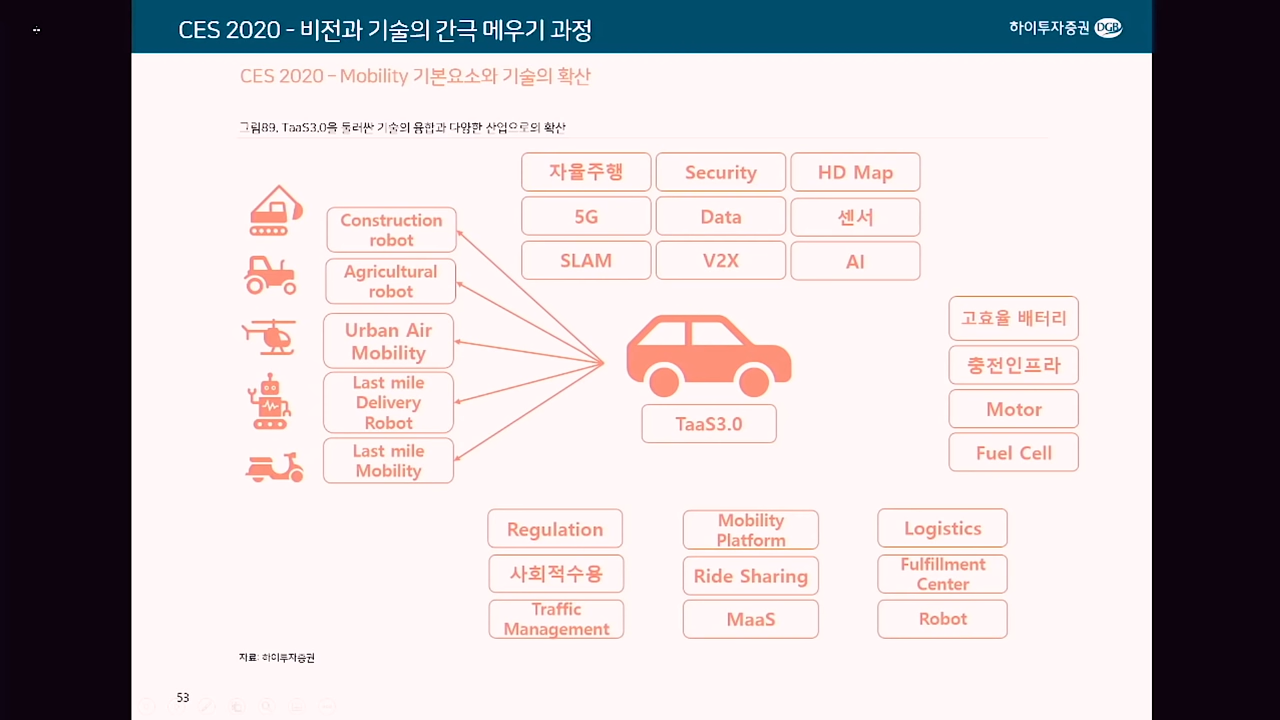 CES 2020 - 비전과 기술의 간극 메우기 과정
하이투자증권 DGB
CES 2020 - Mobility 기본요소와 기술의 확산
그림89. TaaS3.0을 둘러싼 기술의 융합과 다양한 산업으로의 확산
자율주행 Security HD Map
5G Data 센서
SLAM V2X AI
Construction
robot
Agricultural
robot
Urban Air
Mobility
Last mile
Delivery
Robot
Last mile
Mobility
TaaS3.0
고효율 배터리
충전인프라
Motor
Fuel Cell
Regulation
사회적수용
Traffic
Management
Mobility
Platform
Ride Sharing
MaaS
Logistics
Fulfillment
Center
Robot
자료: 하이투자증권
53